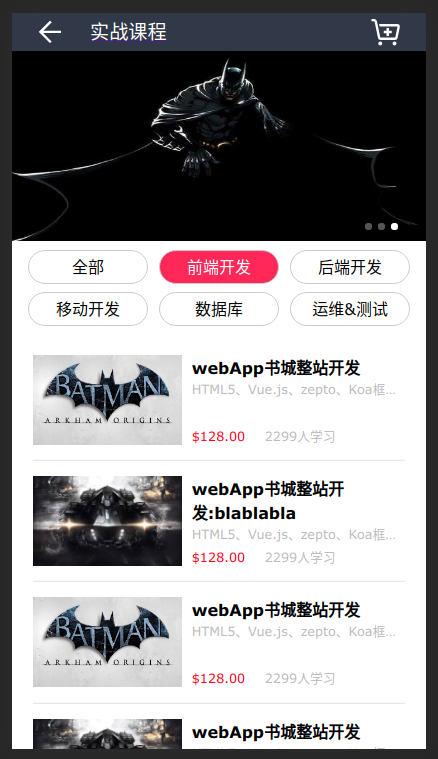 实战课程
全部
前端开发
后端开发
移动开发
数据库
运维&测试
BATMAN
ARKHAM ORIGINS
webApp书城整站开发
HTML5、Vue.js、zepto、Koa框...
$128.00
2299人学习
webApp书城整站开
发:blablabla
HTML5、Vue.js、zepto、Koa框...
$128.00
2299人学习
BATMAN
ARKHAM ORIGINS
webApp书城整站开发
HTML5、Vue.js、zepto、Koa框...
$128.00
2299人学习
webApp书城整站开发